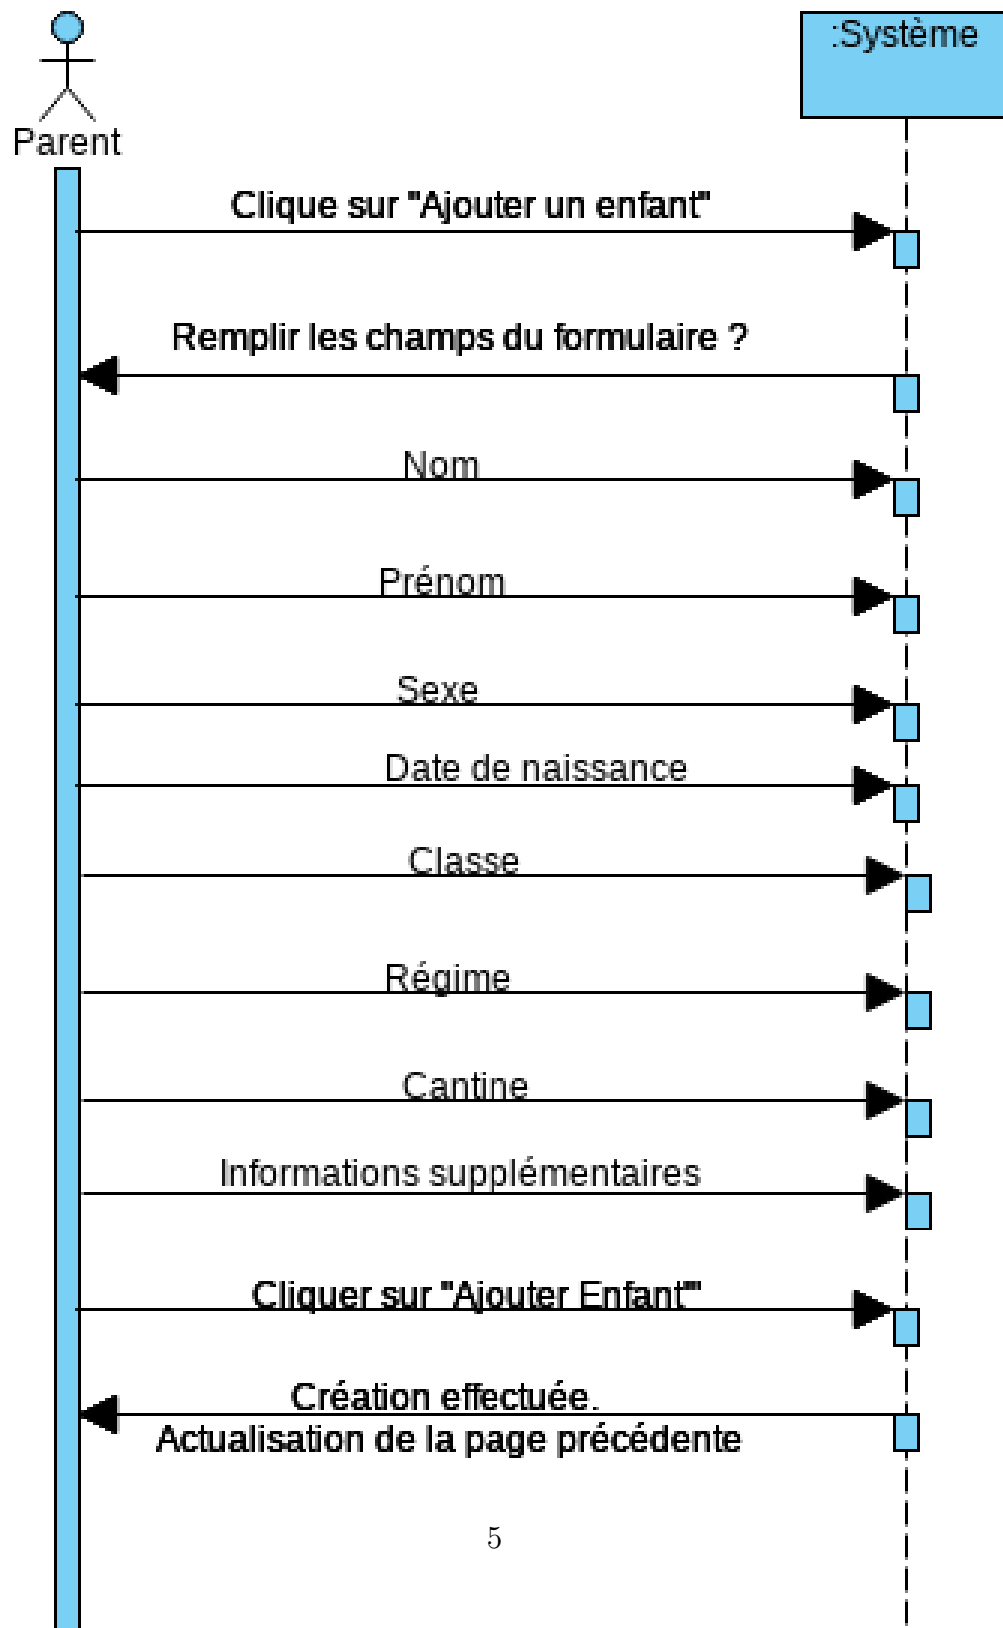 :Système
Parent
Clique sur "Ajouter un enfant"
Remplir les champs du formulaire ?
Nom
Prénom
Sexe
Date de naissance
Classe
Régime
Cantine
Informations supplémentaires
Cliquer sur "Ajouter Enfant'"
Création effectuée.
Actualisation de la page précédente
5